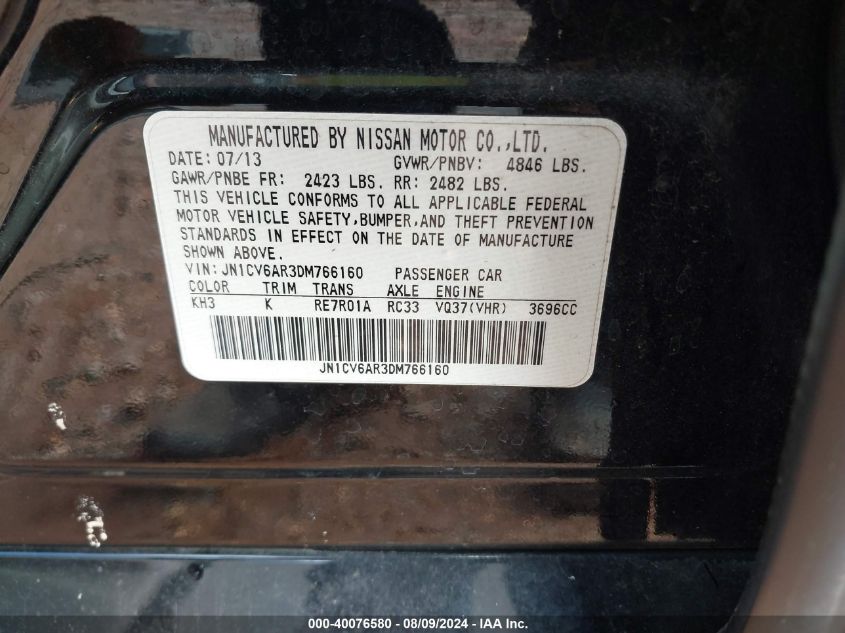 MANUFACTURED BY NISSAN MOTOR CO.,LTD.
DATE: 07/13 GVWR/PNBV: 4846 LBS.
GAWR/PNBE FR: 2423 LBS. RR: 2482 LBS.
THIS VEHICLE CONFORMS TO ALL APPLICABLE FEDERAL
MOTOR VEHICLE SAFETY,BUMPER,AND THEFT PREVENTION
STANDARDS IN EFFECT ON THE DATE OF MANUFACTURE
SHOWN ABOVE.
VIN: JN1CV6AR3DM766160 PASSENGER CAR
COLOR TRIM TRANS AXLE ENGINE
KH3 K RE7R01A RC33 VQ37(VHR) 3696CC
JN1CV6AR3DM766160
000-40076580 - 08/09/2024 - IAA Inc.